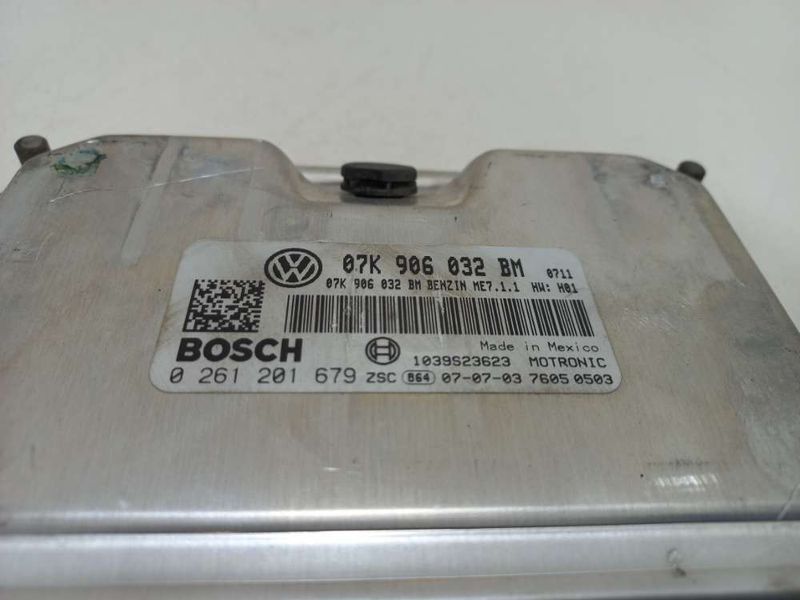 07K 906 032 BM 0711
07K 906 032 BM BENZIN ME7.1.1 HW: H01
Made in Mexico
BOSCH 1039S23623 MOTRONIC
0 261 201 679 ZSC 864 07-07-03 7605 0503